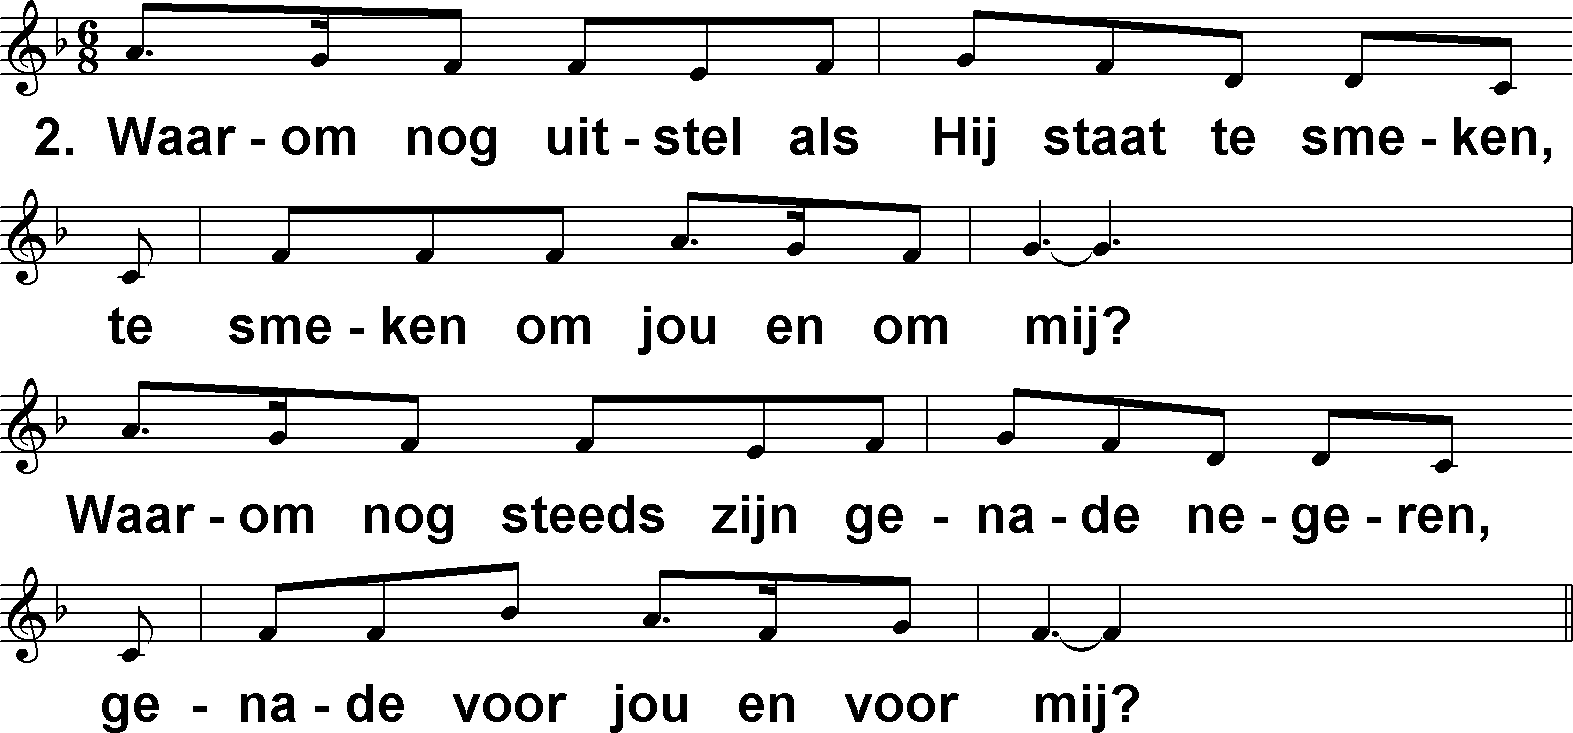 2. Waar - om nog uit - stel als Hij staat te sme - ken,
te sme - ken om jou en om mij?
Waar - om nog steeds zijn ge - na - de ne - ge - ren,
ge - na - de voor jou en voor mij?